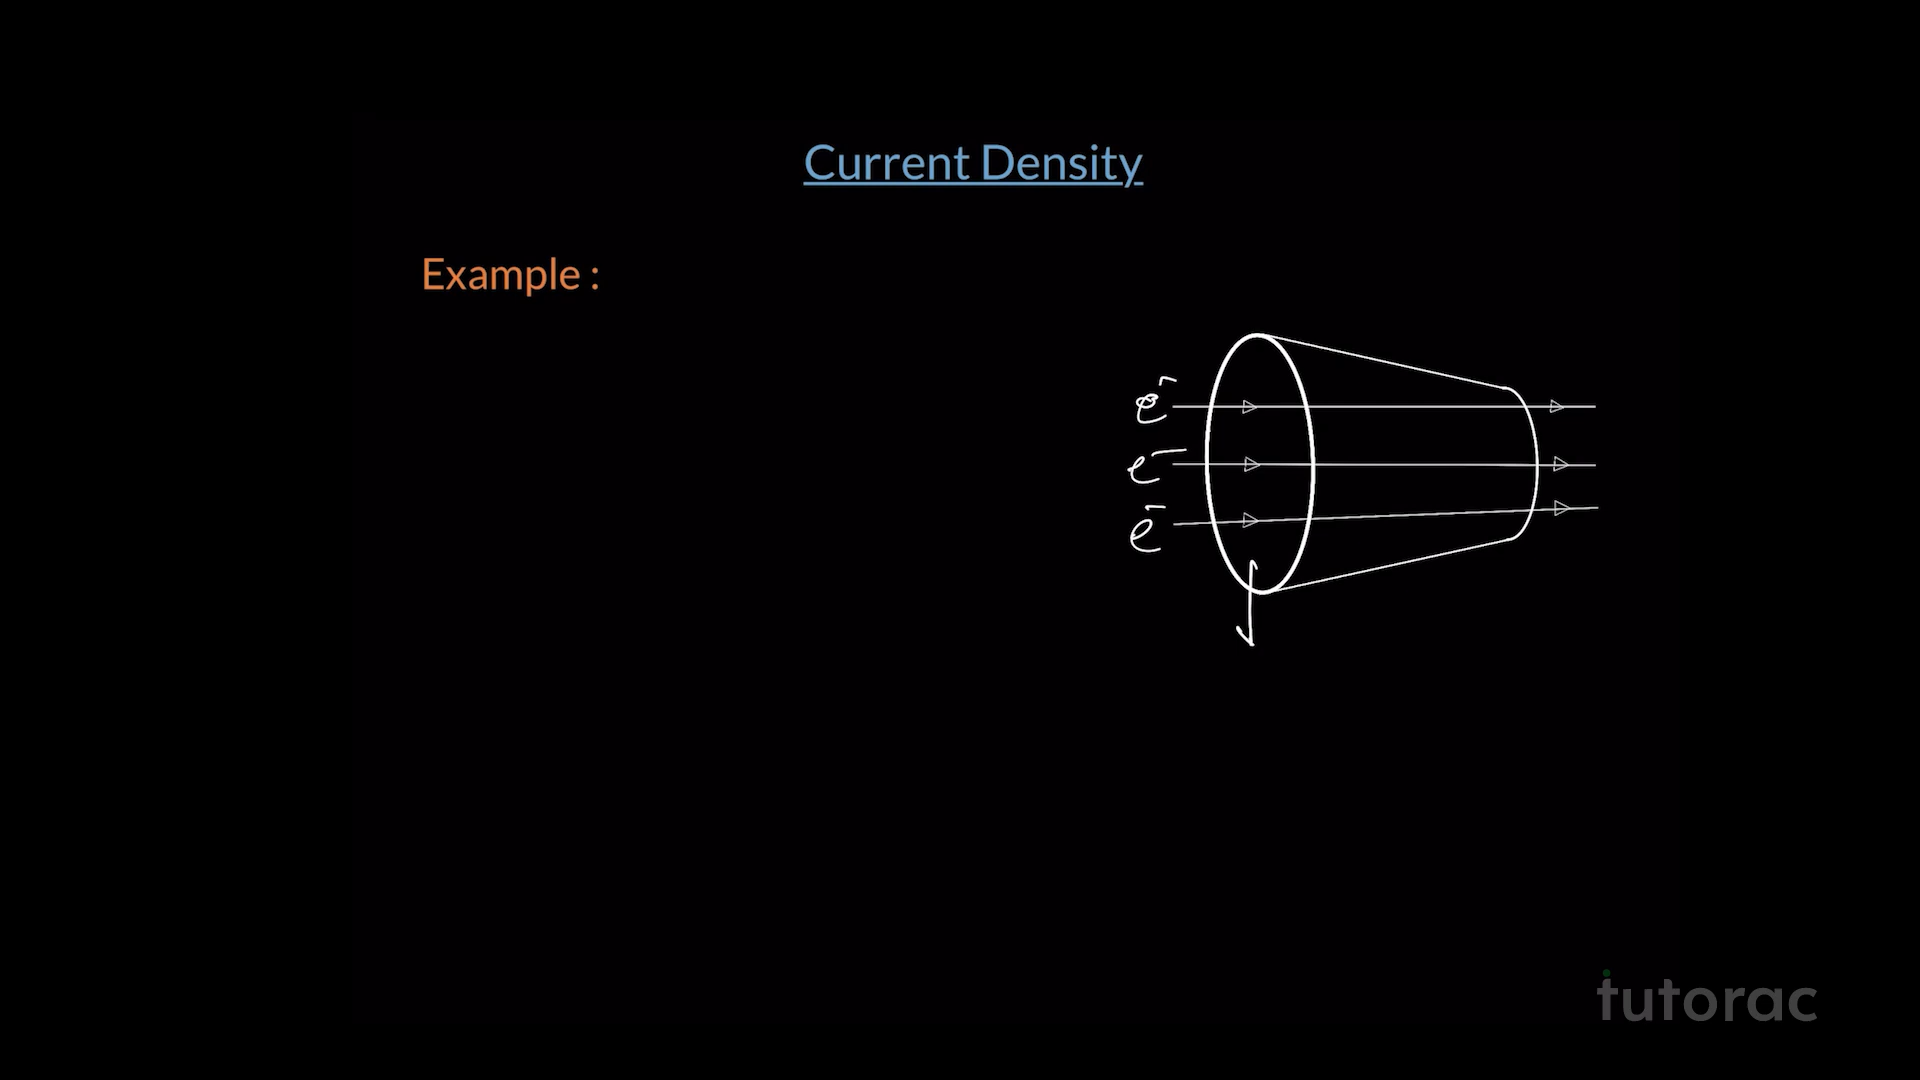 Current Density
Example :
e⁻
e⁻
e⁻
tutorac